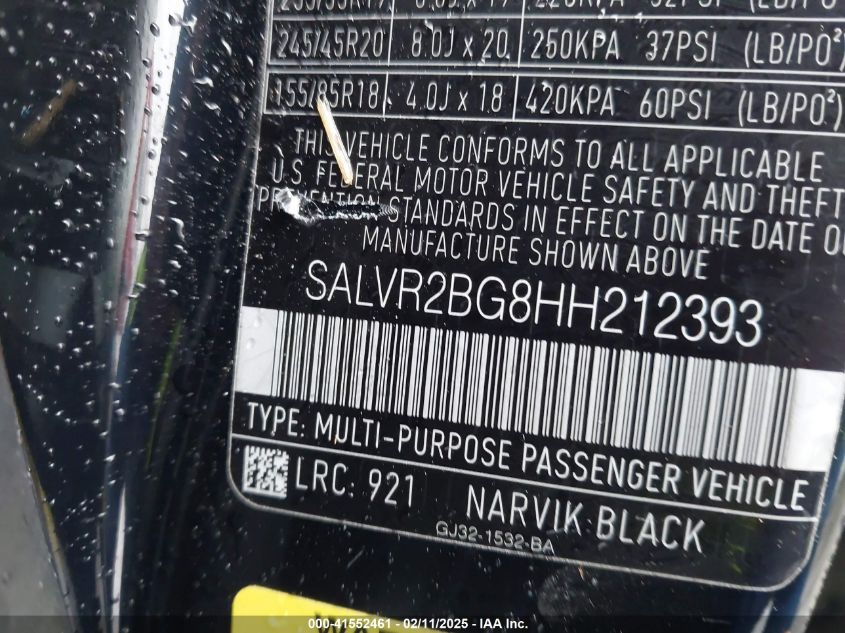 245/45R20 8.0J x 20 250KPA 37PSI (LB/PO²)
155/85R18 4.0J x 18 420KPA 60PSI (LB/PO²)
THIS VEHICLE CONFORMS TO ALL APPLICABLE
U.S. FEDERAL MOTOR VEHICLE SAFETY AND THEFT
PREVENTION STANDARDS IN EFFECT ON THE DATE
MANUFACTURE SHOWN ABOVE
SALVR2BG8HH212393
TYPE: MULTI-PURPOSE PASSENGER VEHICLE
LRC: 921 NARVIK BLACK
GJ32-1532-BA
000-41552461 - 02/11/2025 - IAA Inc.